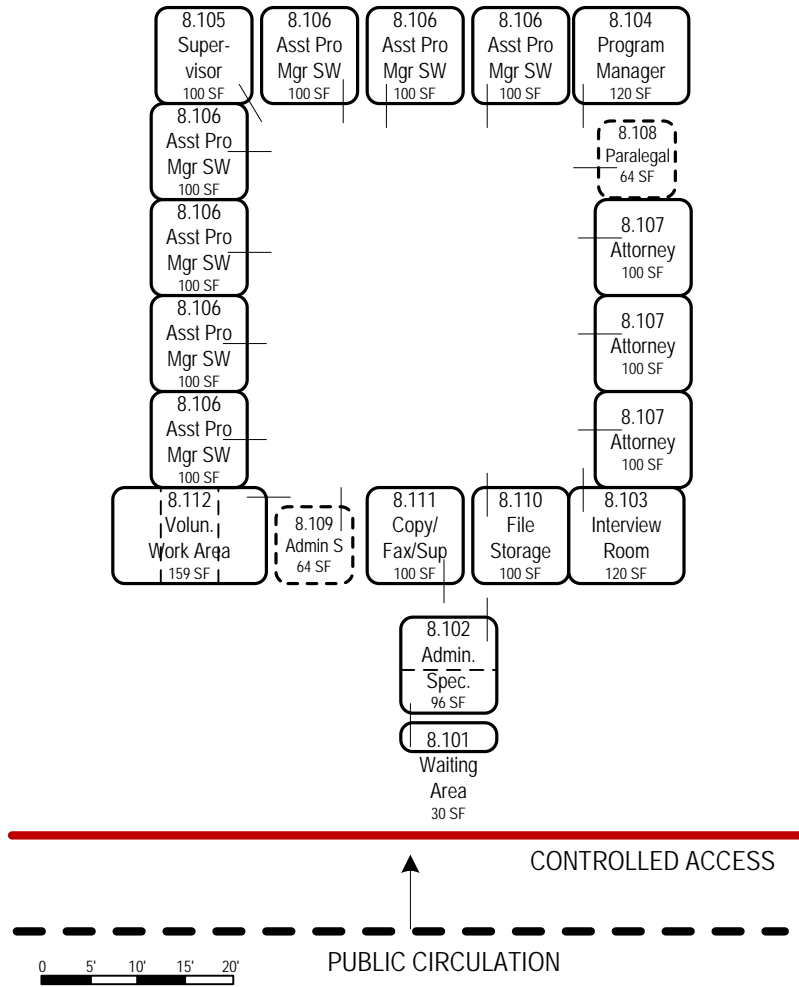 8.105
Super-
visor
100 SF
8.106
Asst Pro
Mgr SW
100 SF
8.106
Asst Pro
Mgr SW
100 SF
8.106
Asst Pro
Mgr SW
100 SF
8.104
Program
Manager
120 SF
8.106
Asst Pro
Mgr SW
100 SF
8.108
Paralegal
64 SF
8.106
Asst Pro
Mgr SW
100 SF
8.107
Attorney
100 SF
8.106
Asst Pro
Mgr SW
100 SF
8.107
Attorney
100 SF
8.106
Asst Pro
Mgr SW
100 SF
8.107
Attorney
100 SF
8.112
Volun.
Work Area
159 SF
8.109
Admin S
64 SF
8.111
Copy/
Fax/Sup
100 SF
8.110
File
Storage
100 SF
8.103
Interview
Room
120 SF
8.102
Admin.
Spec.
96 SF
8.101
Waiting
Area
30 SF
CONTROLLED ACCESS
PUBLIC CIRCULATION
0 5' 10' 15' 20'